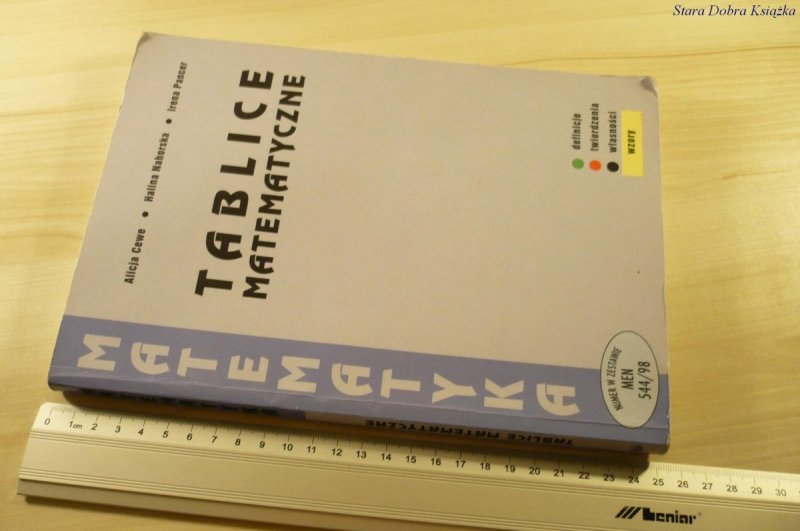 Stara Dobra Książka
Alicja Cewe • Halina Nahorska • Irena Pancer
TABLICE
MATEMATYCZNE
definicje
twierdzenia
własności
wzory
MATEMATYKA
NUMER W ZESTAWIE
MEN
544/98
TABLICE MATEMATYCZNE
0 1cm 2 3 4 5 6 7 8 9 10 11 12 13 14 15 16 17 18 19 20 21 22 23 24 25 26 27 28 29 30
Leniar